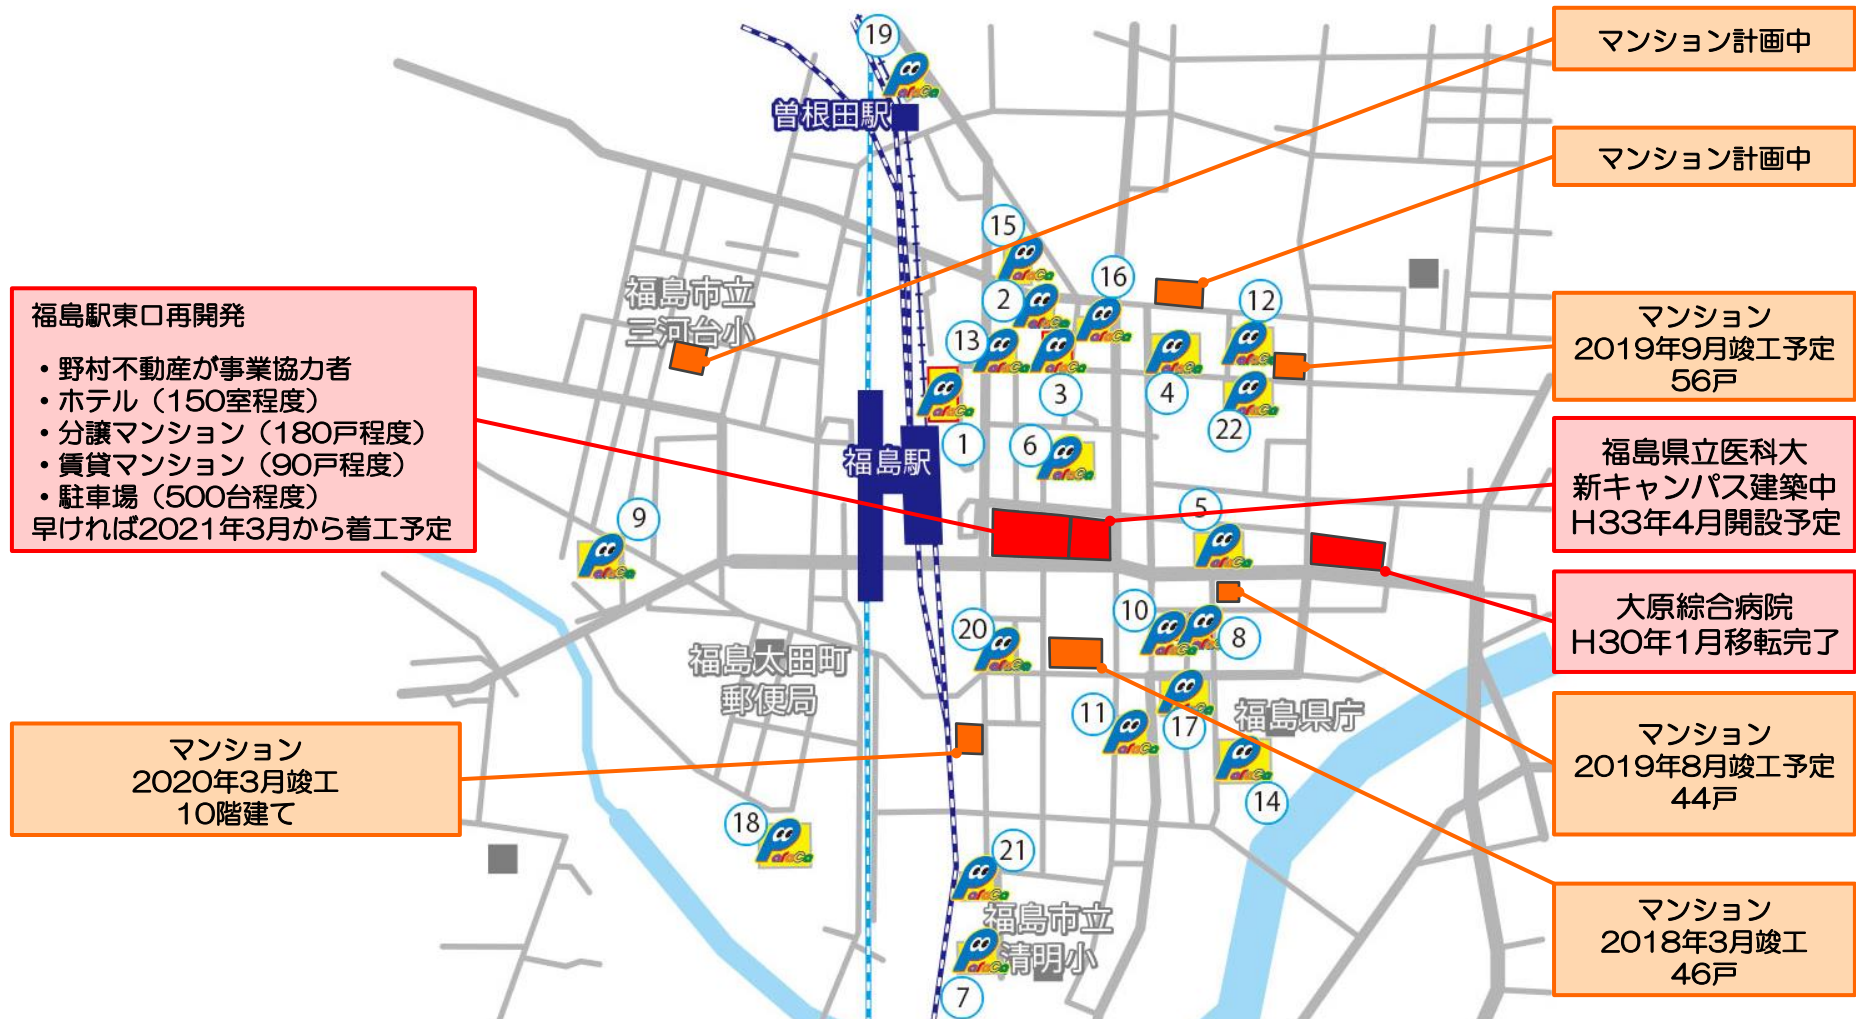 マンション計画中
マンション計画中
マンション
2019年9月竣工予定
56戸
福島県立医科大
新キャンパス建築中
H33年4月開設予定
大原綜合病院
H30年1月移転完了
マンション
2019年8月竣工予定
44戸
マンション
2018年3月竣工
46戸
福島駅東口再開発
・野村不動産が事業協力者
・ホテル（150室程度）
・分譲マンション（180戸程度）
・賃貸マンション（90戸程度）
・駐車場（500台程度）
早ければ2021年3月から着工予定
マンション
2020年3月竣工
10階建て
曽根田駅
福島駅
福島市立
三河台小
福島太田町
郵便局
福島県庁
福島市立
清明小
19
15
2
16
12
13
3
4
22
1
6
5
9
10
8
20
11
17
14
18
21
7